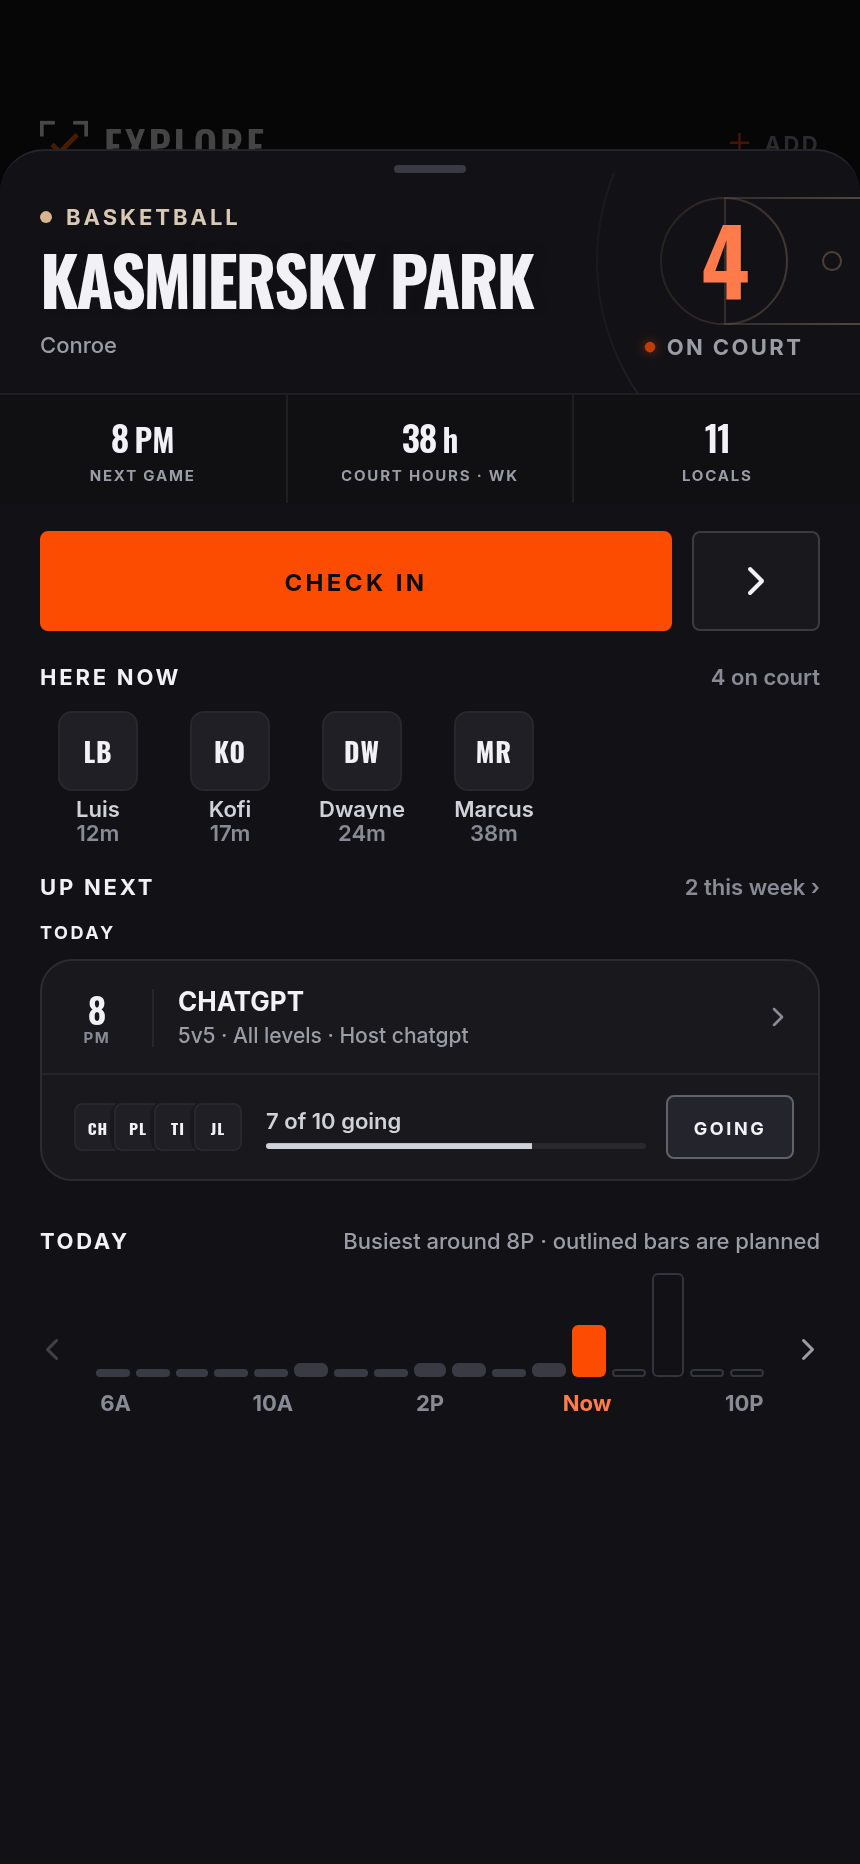 EXPLORE
+ ADD
BASKETBALL
KASMIERSKY PARK
Conroe
4
ON COURT
8 PM
NEXT GAME
38 h
COURT HOURS · WK
11
LOCALS
CHECK IN
HERE NOW
4 on court
LB
KO
DW
MR
Luis
Kofi
Dwayne
Marcus
12m
17m
24m
38m
UP NEXT
2 this week ›
TODAY
8
PM
CHATGPT
5v5 · All levels · Host chatgpt
CH
PL
TI
JL
7 of 10 going
GOING
TODAY
Busiest around 8P · outlined bars are planned
6A
10A
2P
Now
10P